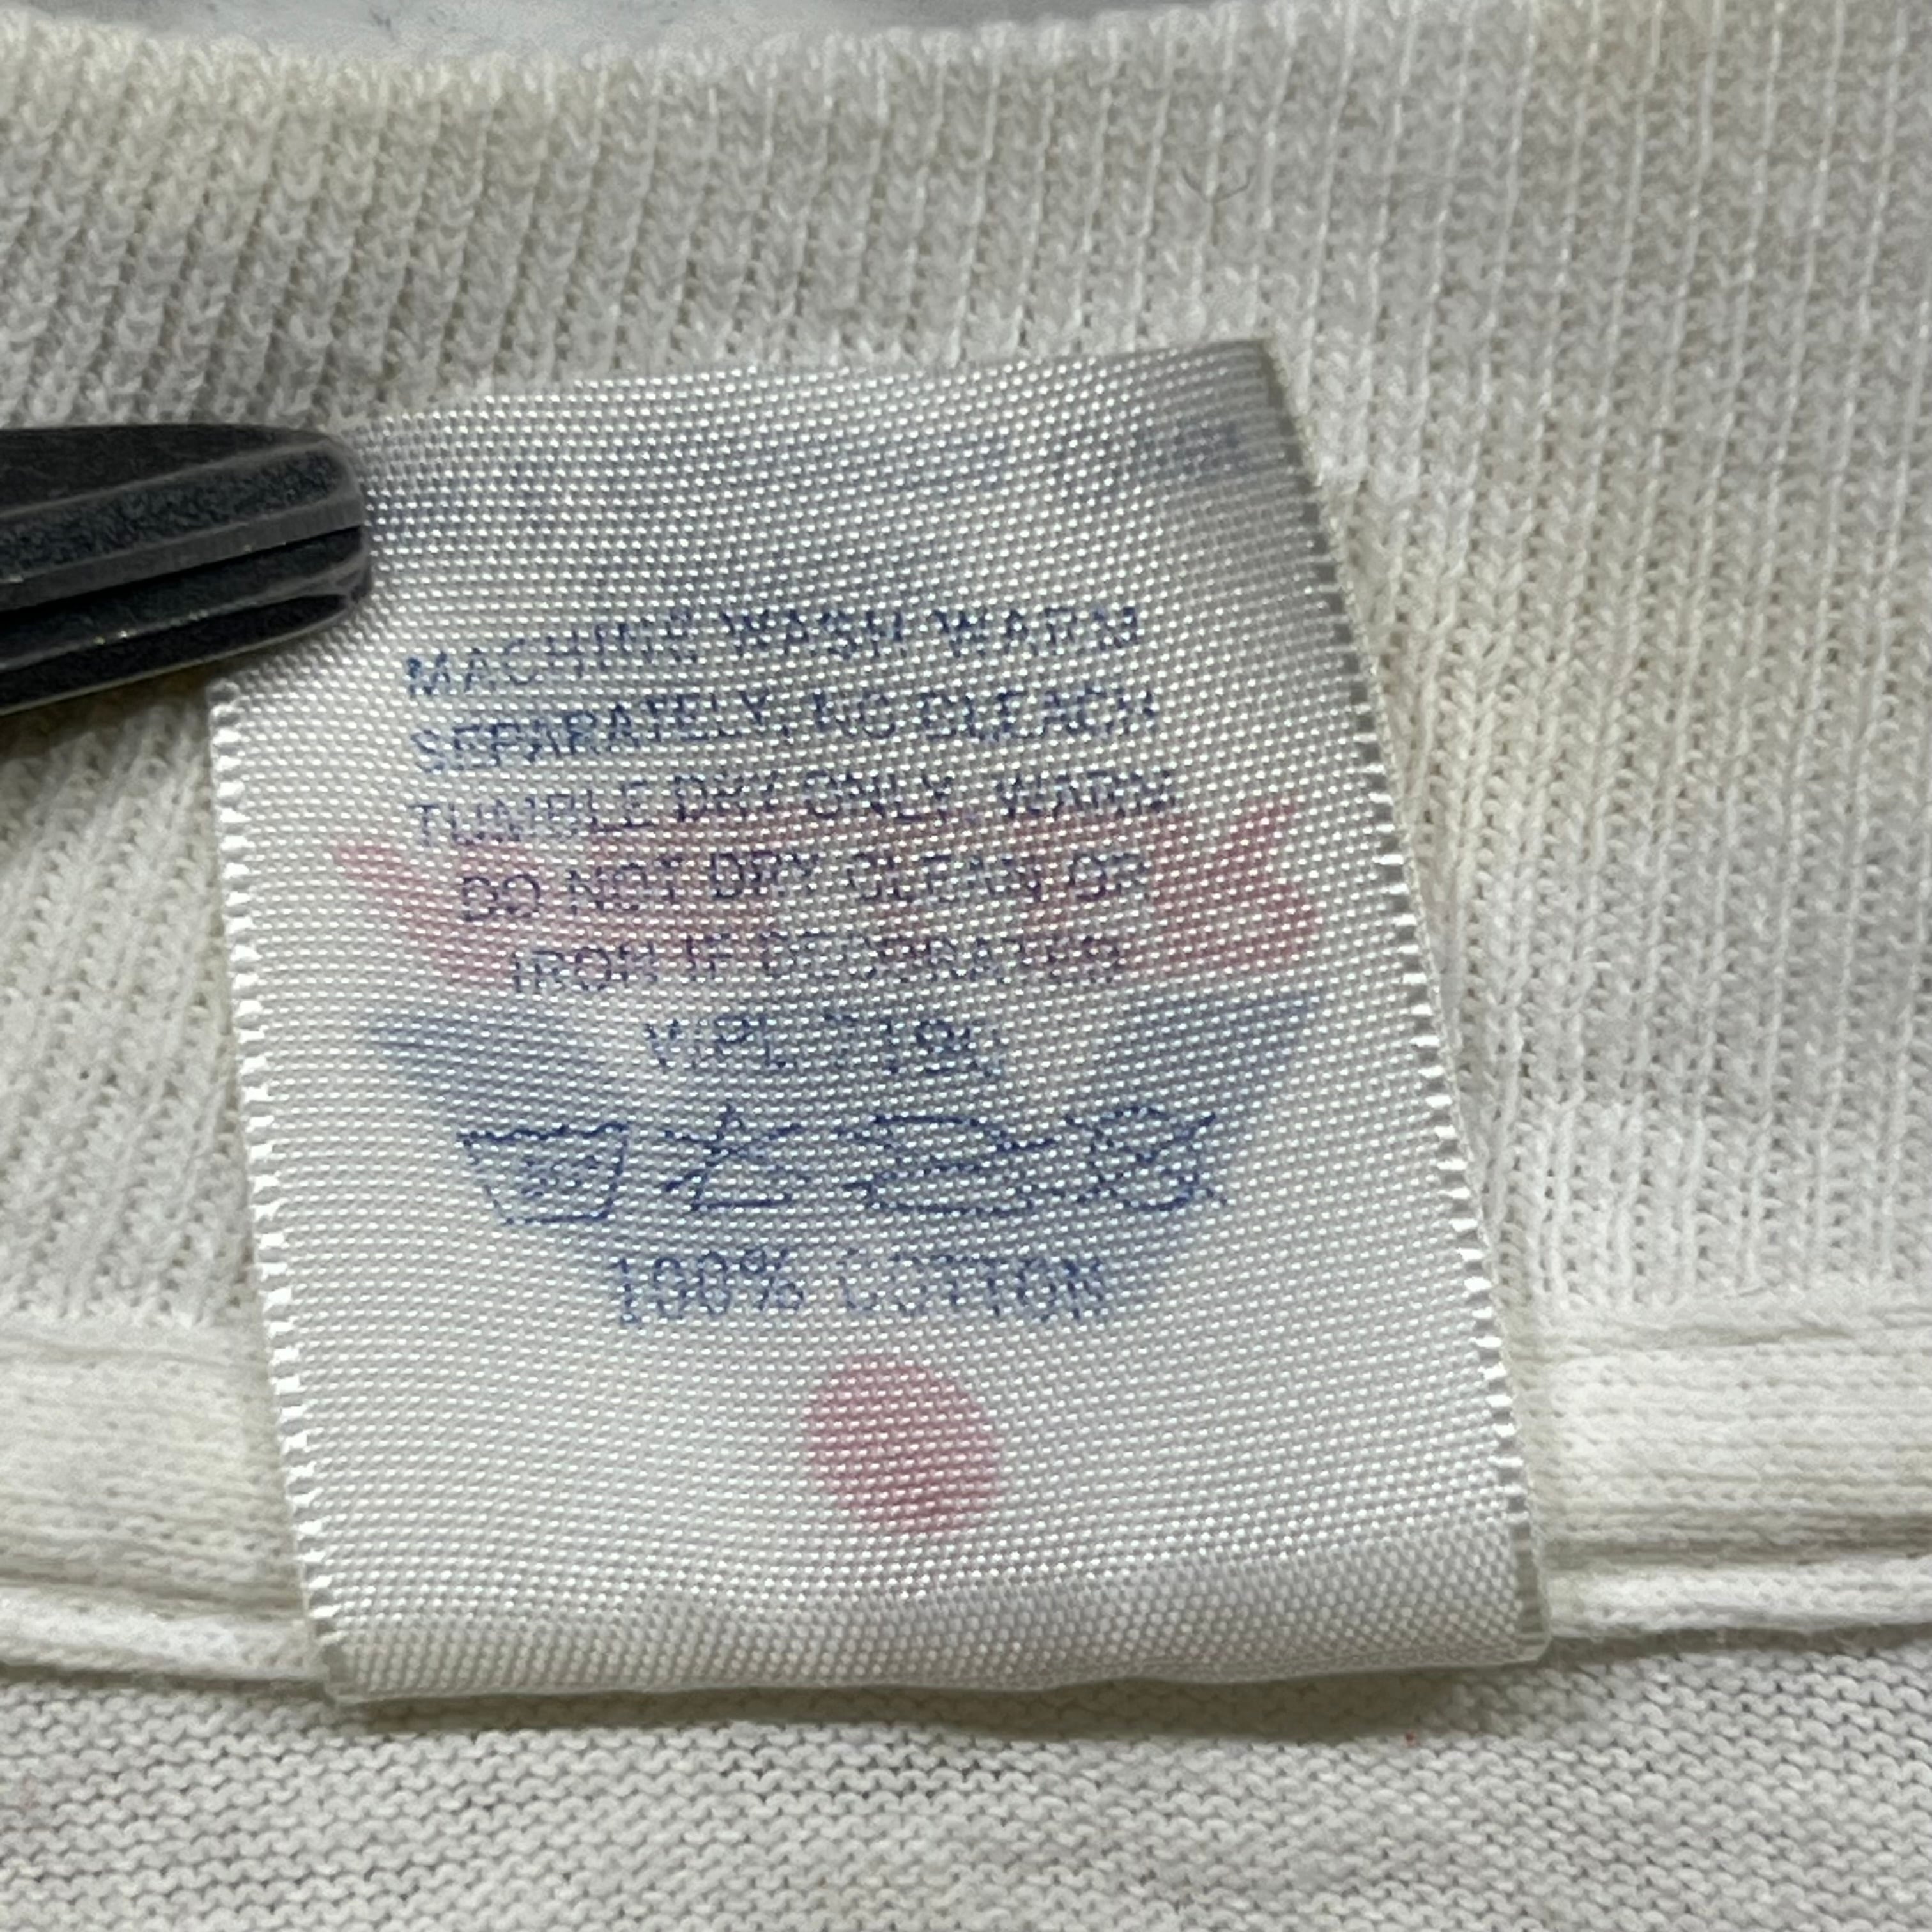 MACHINE WASH WARM
SEPARATELY, NO BLEACH
TUMBLE DRY ONLY, WARM
DO NOT DRY CLEAN OR
IRON IF DECORATED
WPL
100% COTTON